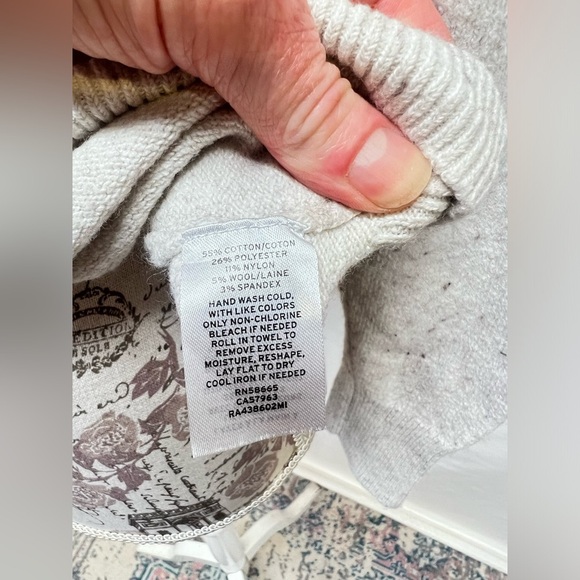 55% COTTON/COTON
26% POLYESTER
11% NYLON
5% WOOL/LAINE
3% SPANDEX
HAND WASH COLD,
WITH LIKE COLORS
ONLY NON-CHLORINE
BLEACH IF NEEDED
ROLL IN TOWEL TO
REMOVE EXCESS
MOISTURE, RESHAPE,
LAY FLAT TO DRY
COOL IRON IF NEEDED
RN58665
CA57963
RA438602MI
EDITION